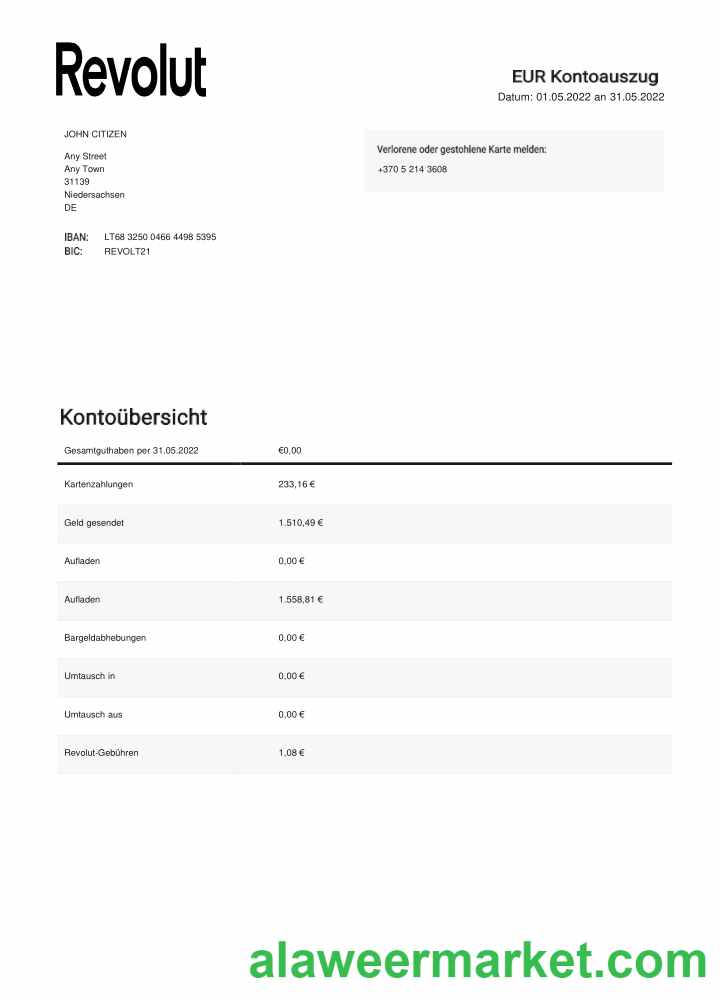 Revolut
EUR Kontoauszug
Datum: 01.05.2022 an 31.05.2022
JOHN CITIZEN
Any Street
Any Town
31139
Niedersachsen
DE
IBAN: LT68 3250 0466 4498 5395
BIC: REVOLT21
Verlorene oder gestohlene Karte melden:
+370 5 214 3608
Kontoübersicht
Gesamtguthaben per 31.05.2022 €0,00
Kartenzahlungen 233,16 €
Geld gesendet 1.510,49 €
Aufladen 0,00 €
Aufladen 1.558,81 €
Bargeldabhebungen 0,00 €
Umtausch in 0,00 €
Umtausch aus 0,00 €
Revolut-Gebühren 1,08 €
alaweermarket.com